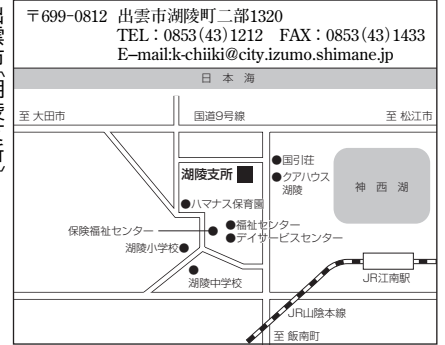 〒699-0812 出雲市湖陵町二部1320
TEL：0853(43)1212 FAX：0853(43)1433
E-mail:k-chiiki@city.izumo.shimane.jp
日本海
至 大田市
国道9号線
至 松江市
湖陵支所
国引荘
クアハウス
湖陵
神西湖
ハマナス保育園
保険福祉センター
福祉センター
デイサービスセンター
湖陵小学校
湖陵中学校
JR江南駅
JR山陰本線
至 飯南町